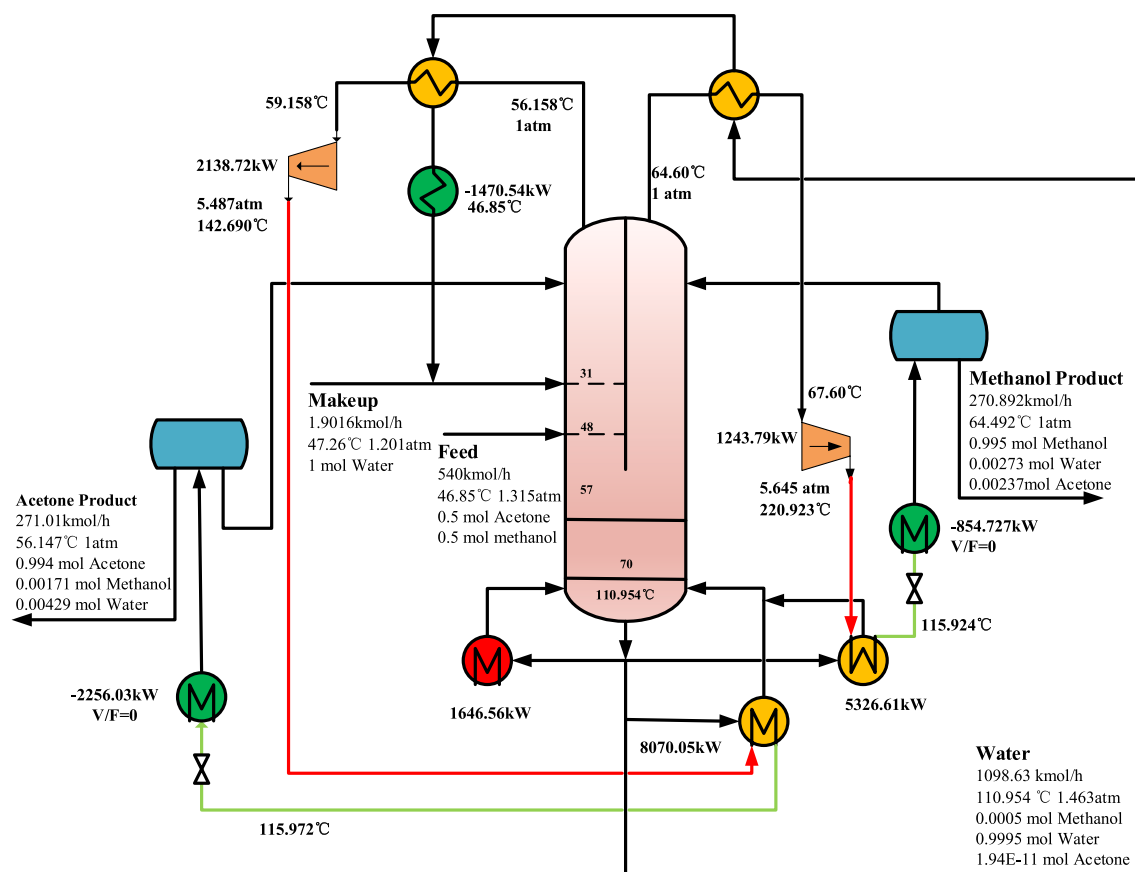 59.158℃
56.158℃
1atm
2138.72kW
5.487atm
142.690℃
-1470.54kW
46.85℃
64.60℃
1 atm
31
Makeup
1.9016kmol/h
47.26℃ 1.201atm
1 mol Water
48
Feed
540kmol/h
46.85℃ 1.315atm
0.5 mol Acetone
0.5 mol methanol
57
70
110.954℃
67.60℃
1243.79kW
5.645 atm
220.923℃
Methanol Product
270.892kmol/h
64.492℃ 1atm
0.995 mol Methanol
0.00273 mol Water
0.00237mol Acetone
-854.727kW
V/F=0
115.924℃
Acetone Product
271.01kmol/h
56.147℃ 1atm
0.994 mol Acetone
0.00171 mol Methanol
0.00429 mol Water
-2256.03kW
V/F=0
1646.56kW
5326.61kW
8070.05kW
115.972℃
Water
1098.63 kmol/h
110.954 ℃ 1.463atm
0.0005 mol Methanol
0.9995 mol Water
1.94E-11 mol Acetone